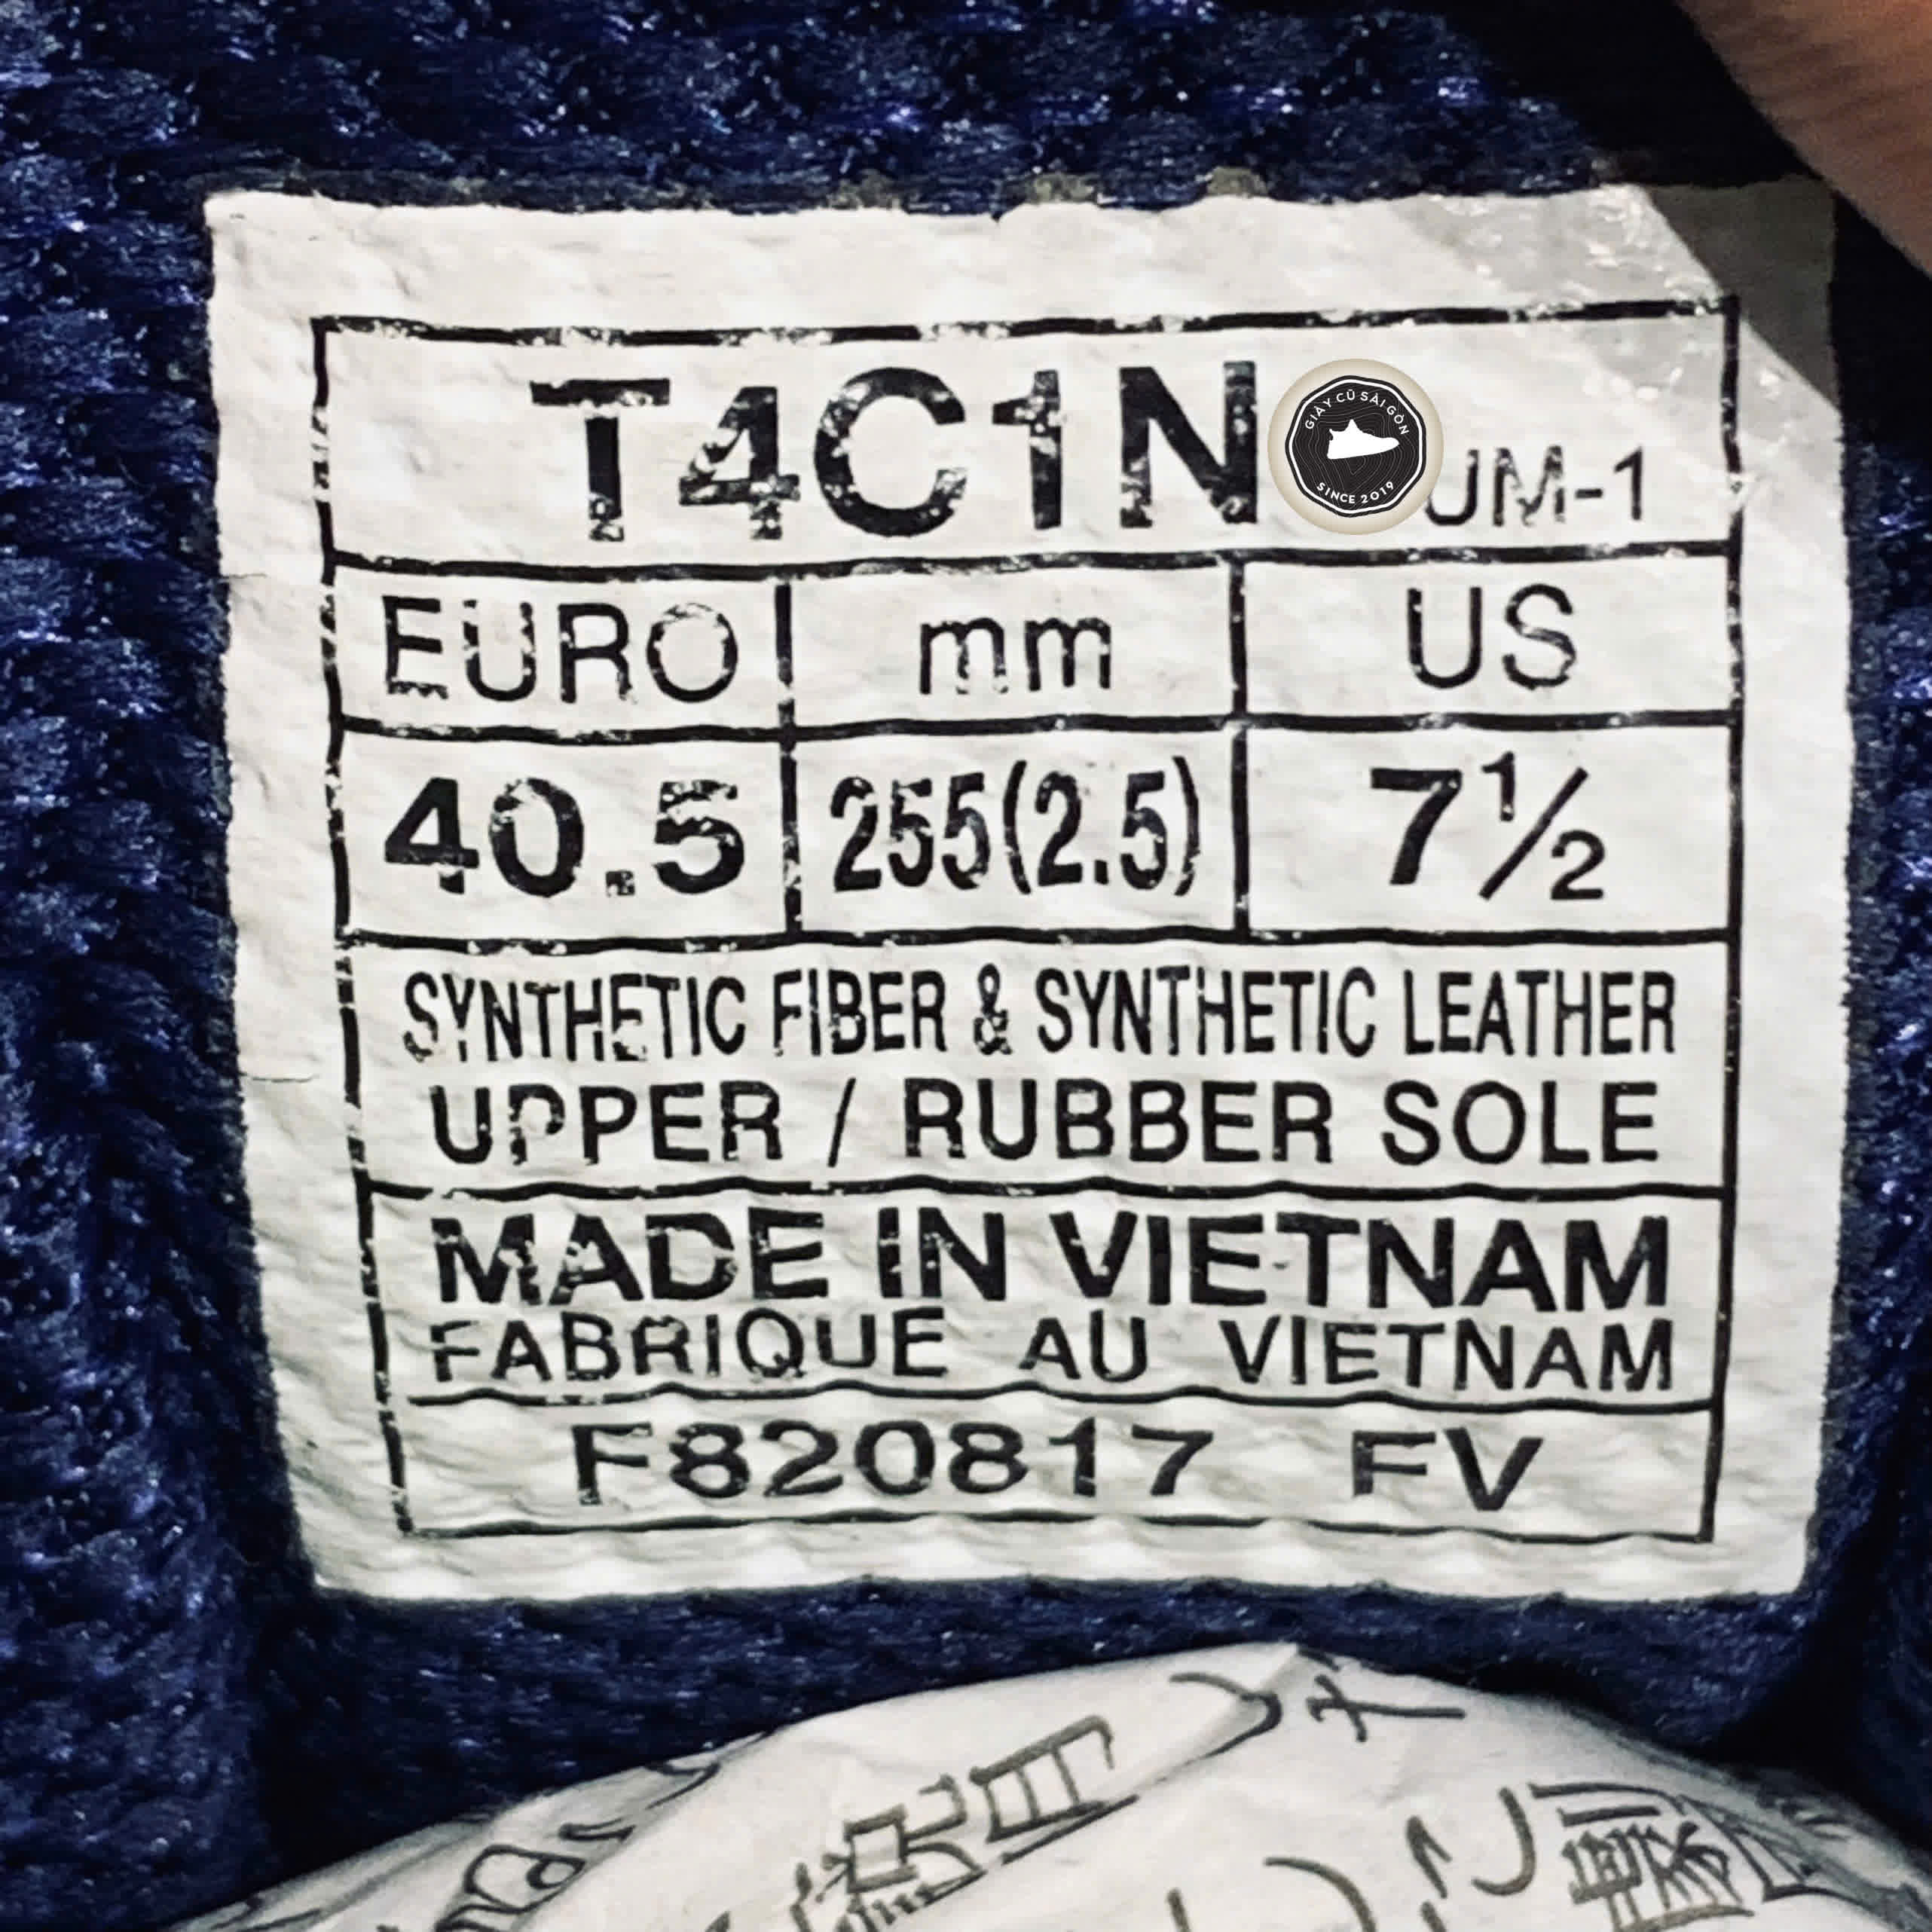 T4C1N
GIÀY CŨ SÀI GÒN
SINCE 2019
JM-1
EURO mm US
40.5 255(2.5) 7½
SYNTHETIC FIBER & SYNTHETIC LEATHER
UPPER / RUBBER SOLE
MADE IN VIETNAM
FABRIQUE AU VIETNAM
F820817 FV